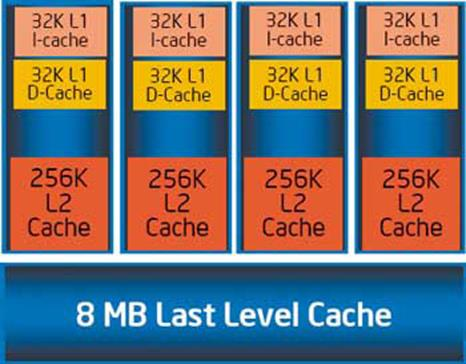 32K L1
I-cache
32K L1
D-Cache
256K
L2
Cache
32K L1
I-cache
32K L1
D-Cache
256K
L2
Cache
32K L1
I-cache
32K L1
D-Cache
256K
L2
Cache
32K L1
I-cache
32K L1
D-Cache
256K
L2
Cache
8 MB Last Level Cache